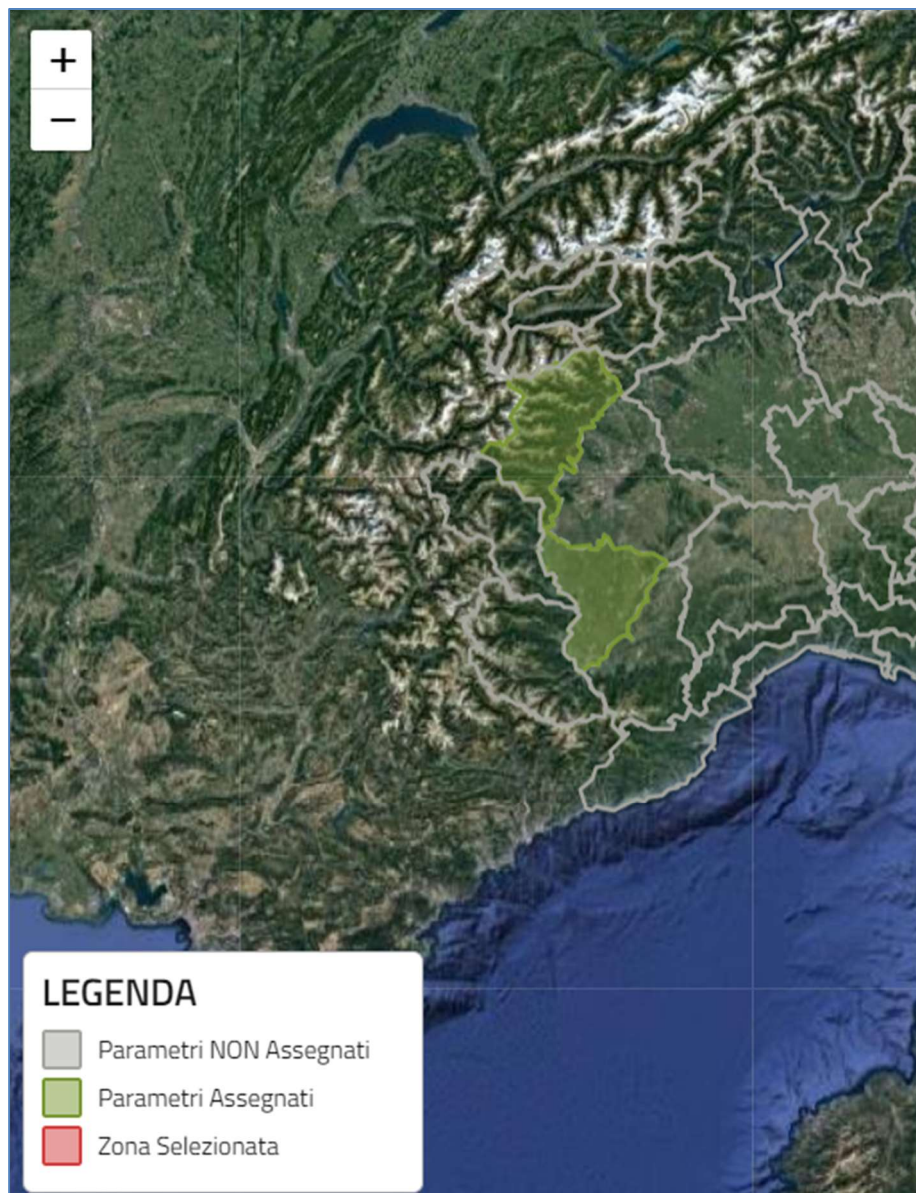 +
−
LEGENDA
Parametri NON Assegnati
Parametri Assegnati
Zona Selezionata